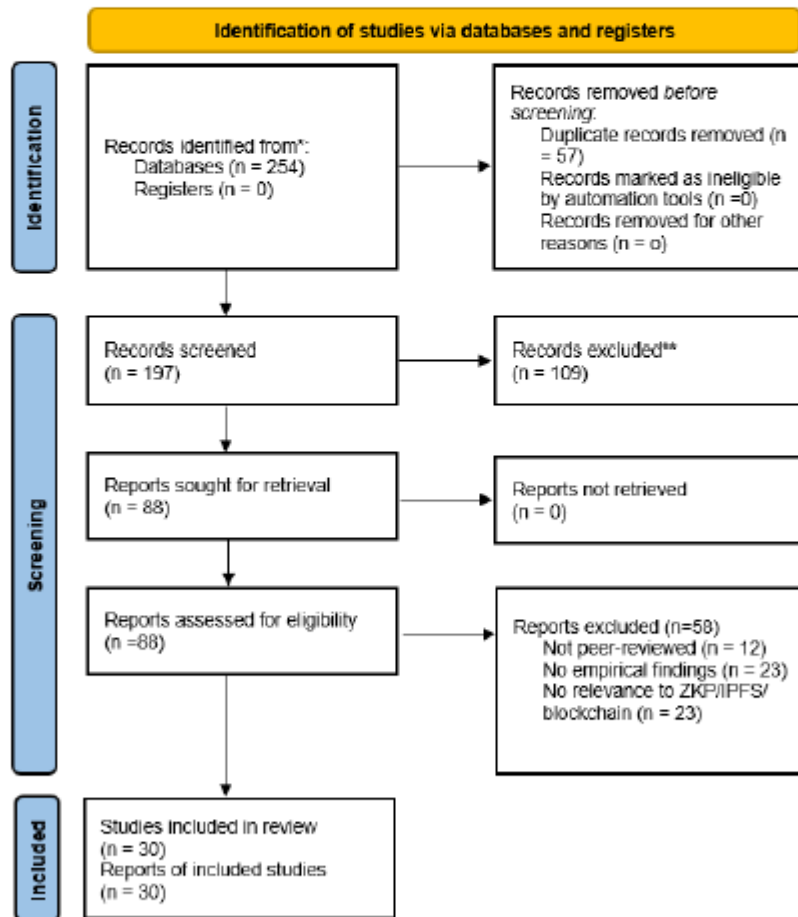 Identification of studies via databases and registers
Identification
Records identified from*:
Databases (n = 254)
Registers (n = 0)
Records removed before
screening:
Duplicate records removed (n
= 57)
Records marked as ineligible
by automation tools (n =0)
Records removed for other
reasons (n = o)
Screening
Records screened
(n = 197)
Records excluded**
(n = 109)
Reports sought for retrieval
(n = 88)
Reports not retrieved
(n = 0)
Reports assessed for eligibility
(n =88)
Reports excluded (n=58)
Not peer-reviewed (n = 12)
No empirical findings (n = 23)
No relevance to ZKP/IPFS/
blockchain (n = 23)
Included
Studies included in review
(n = 30)
Reports of included studies
(n = 30)